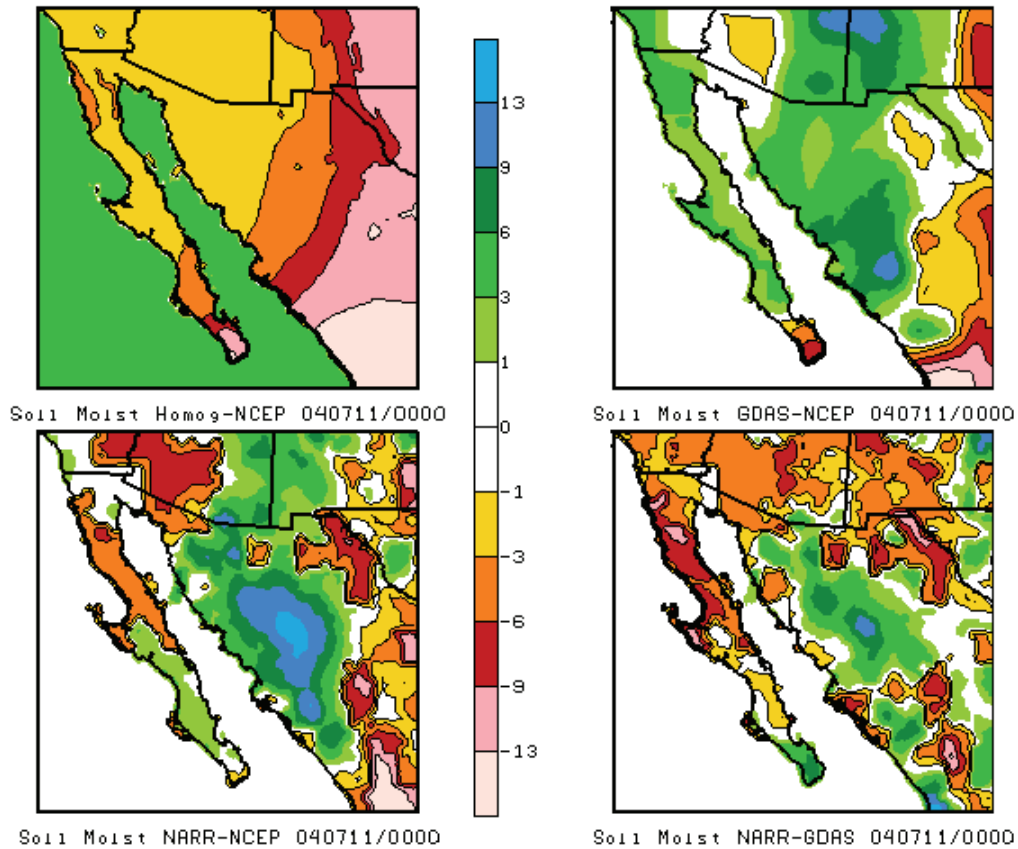 Soil Moist Homog-NCEP 040711/0000
Soil Moist GDAS-NCEP 040711/0000
13
9
6
3
1
0
-1
-3
-6
-9
-13
Soil Moist NARR-NCEP 040711/0000
Soil Moist NARR-GDAS 040711/0000